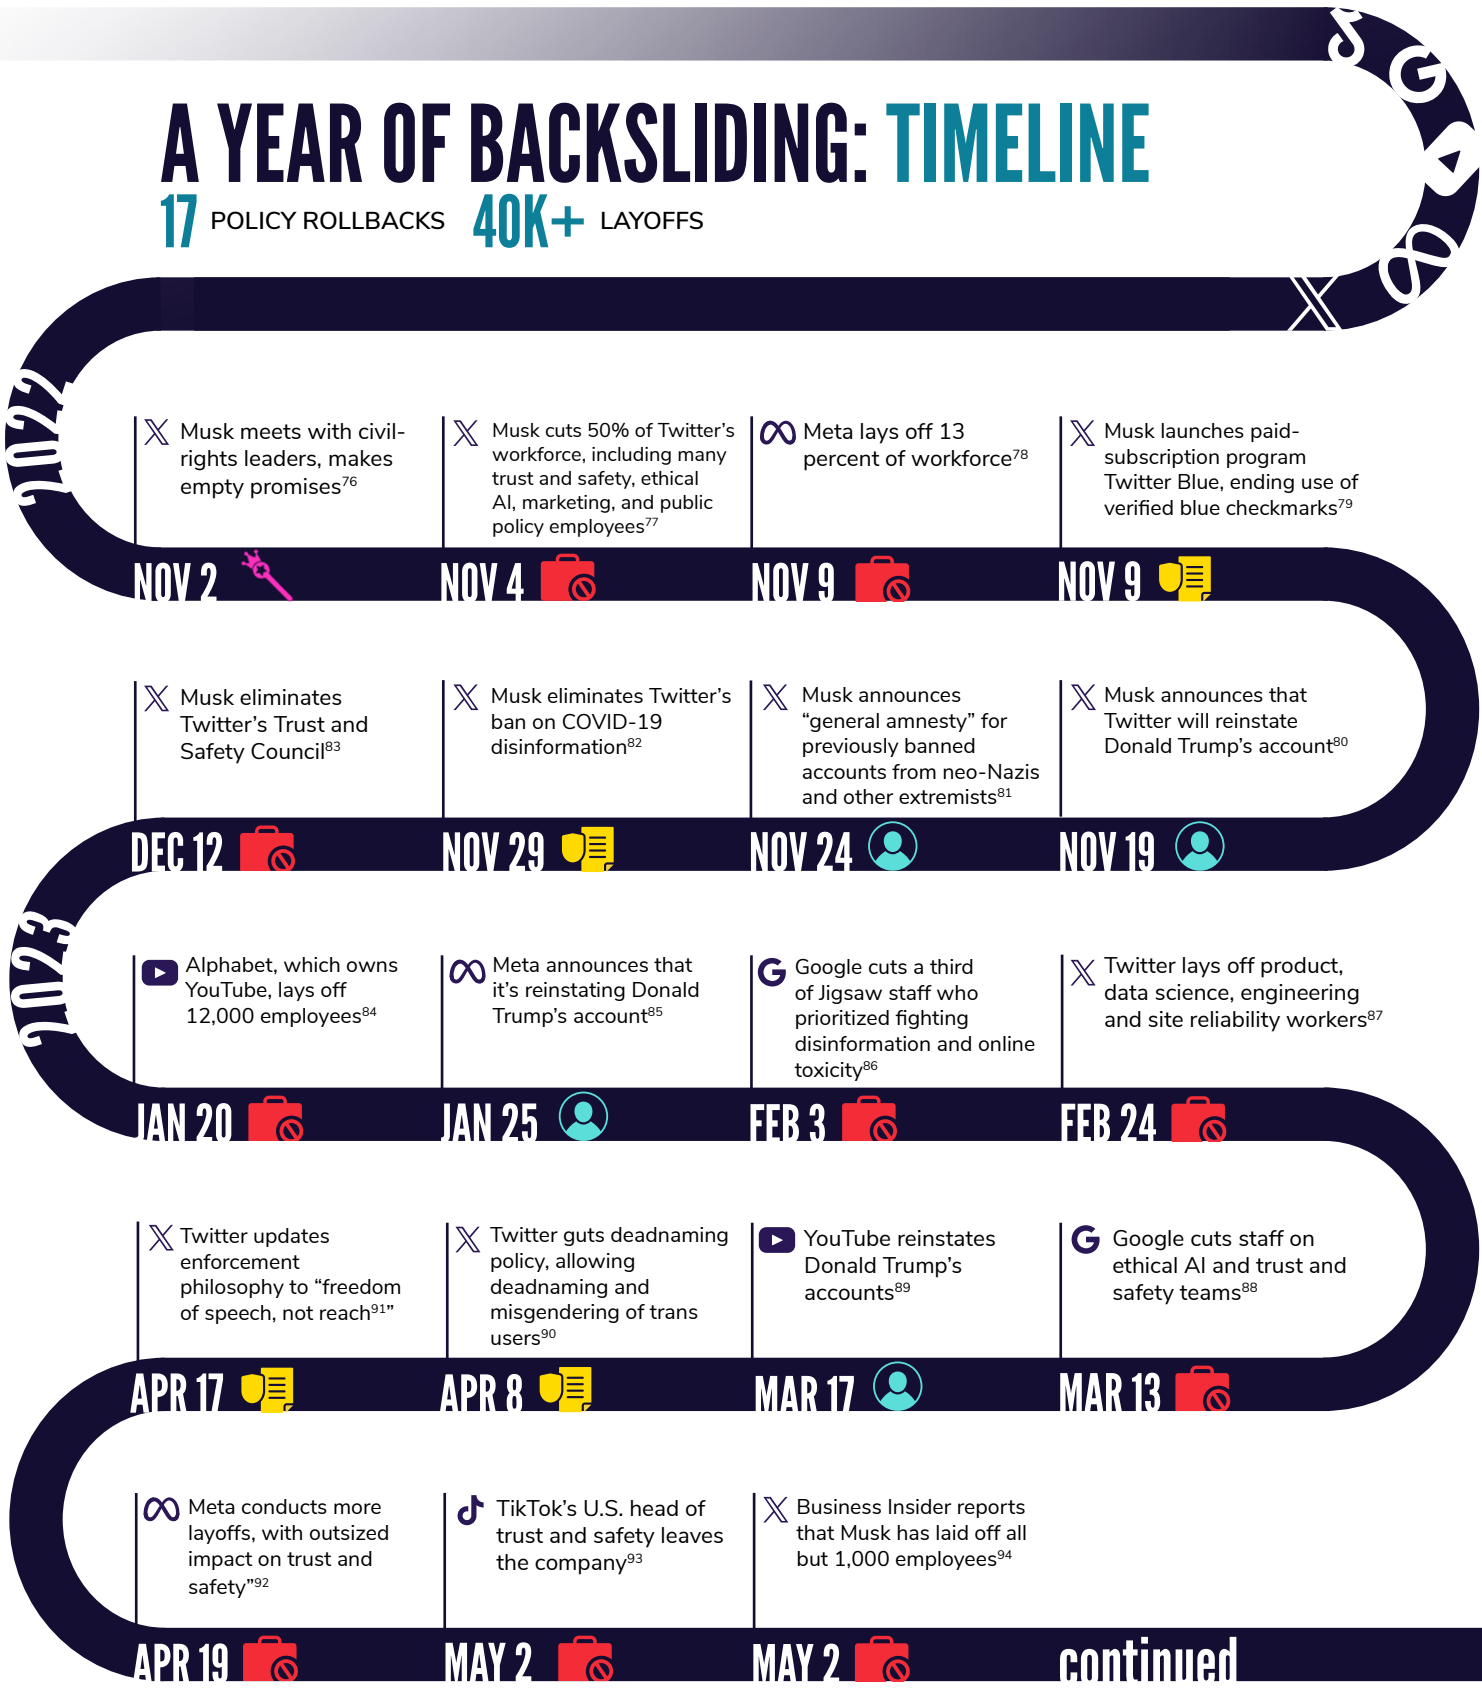 A YEAR OF BACKSLIDING: TIMELINE
17 POLICY ROLLBACKS 40K+ LAYOFFS
2022
Musk meets with civil-
rights leaders, makes
empty promises76
NOV 2
Musk cuts 50% of Twitter's
workforce, including many
trust and safety, ethical
AI, marketing, and public
policy employees77
NOV 4
Meta lays off 13
percent of workforce78
NOV 9
Musk launches paid-
subscription program
Twitter Blue, ending use of
verified blue checkmarks79
NOV 9
Musk announces that
Twitter will reinstate
Donald Trump's account80
NOV 19
Musk announces
“general amnesty” for
previously banned
accounts from neo-Nazis
and other extremists81
NOV 24
Musk eliminates Twitter's
ban on COVID-19
disinformation82
NOV 29
Musk eliminates
Twitter's Trust and
Safety Council83
DEC 12
2023
Alphabet, which owns
YouTube, lays off
12,000 employees84
JAN 20
Meta announces that
it's reinstating Donald
Trump's account85
JAN 25
Google cuts a third
of Jigsaw staff who
prioritized fighting
disinformation and online
toxicity86
FEB 3
Twitter lays off product,
data science, engineering
and site reliability workers87
FEB 24
Google cuts staff on
ethical AI and trust and
safety teams88
MAR 13
YouTube reinstates
Donald Trump's
accounts89
MAR 17
Twitter guts deadnaming
policy, allowing
deadnaming and
misgendering of trans
users90
APR 8
Twitter updates
enforcement
philosophy to “freedom
of speech, not reach91”
APR 17
Meta conducts more
layoffs, with outsized
impact on trust and
safety”92
APR 19
TikTok's U.S. head of
trust and safety leaves
the company93
MAY 2
Business Insider reports
that Musk has laid off all
but 1,000 employees94
MAY 2
continued